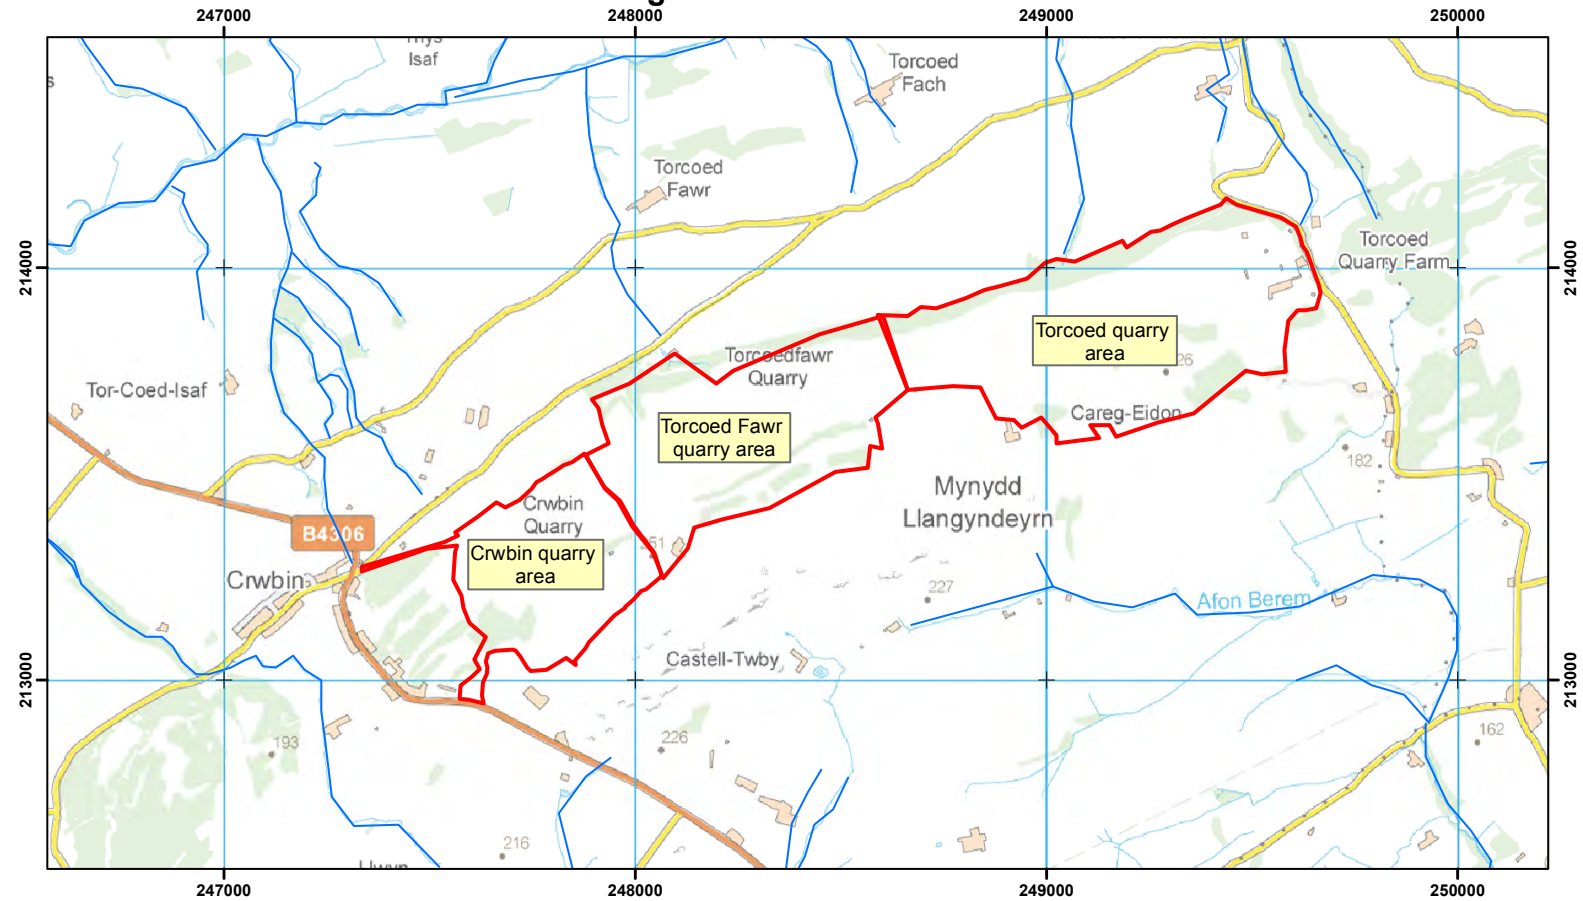 247000
248000
249000
250000
Isaf
Torcoed
Fach
Torcoed
Fawr
214000
Torcoed
Quarry Farm
214000
Torcoed quarry
area
Torcoedfawr
Quarry
26
Tor-Coed-Isaf
Careg-Eidon
Torcoed Fawr
quarry area
182
Mynydd
Llangyndeyrn
Crwbin
Quarry
B4306
251
Crwbin quarry
area
Crwbin
227
Afon Berem
Castell-Twby
213000
213000
193
226
162
216
247000
248000
249000
250000